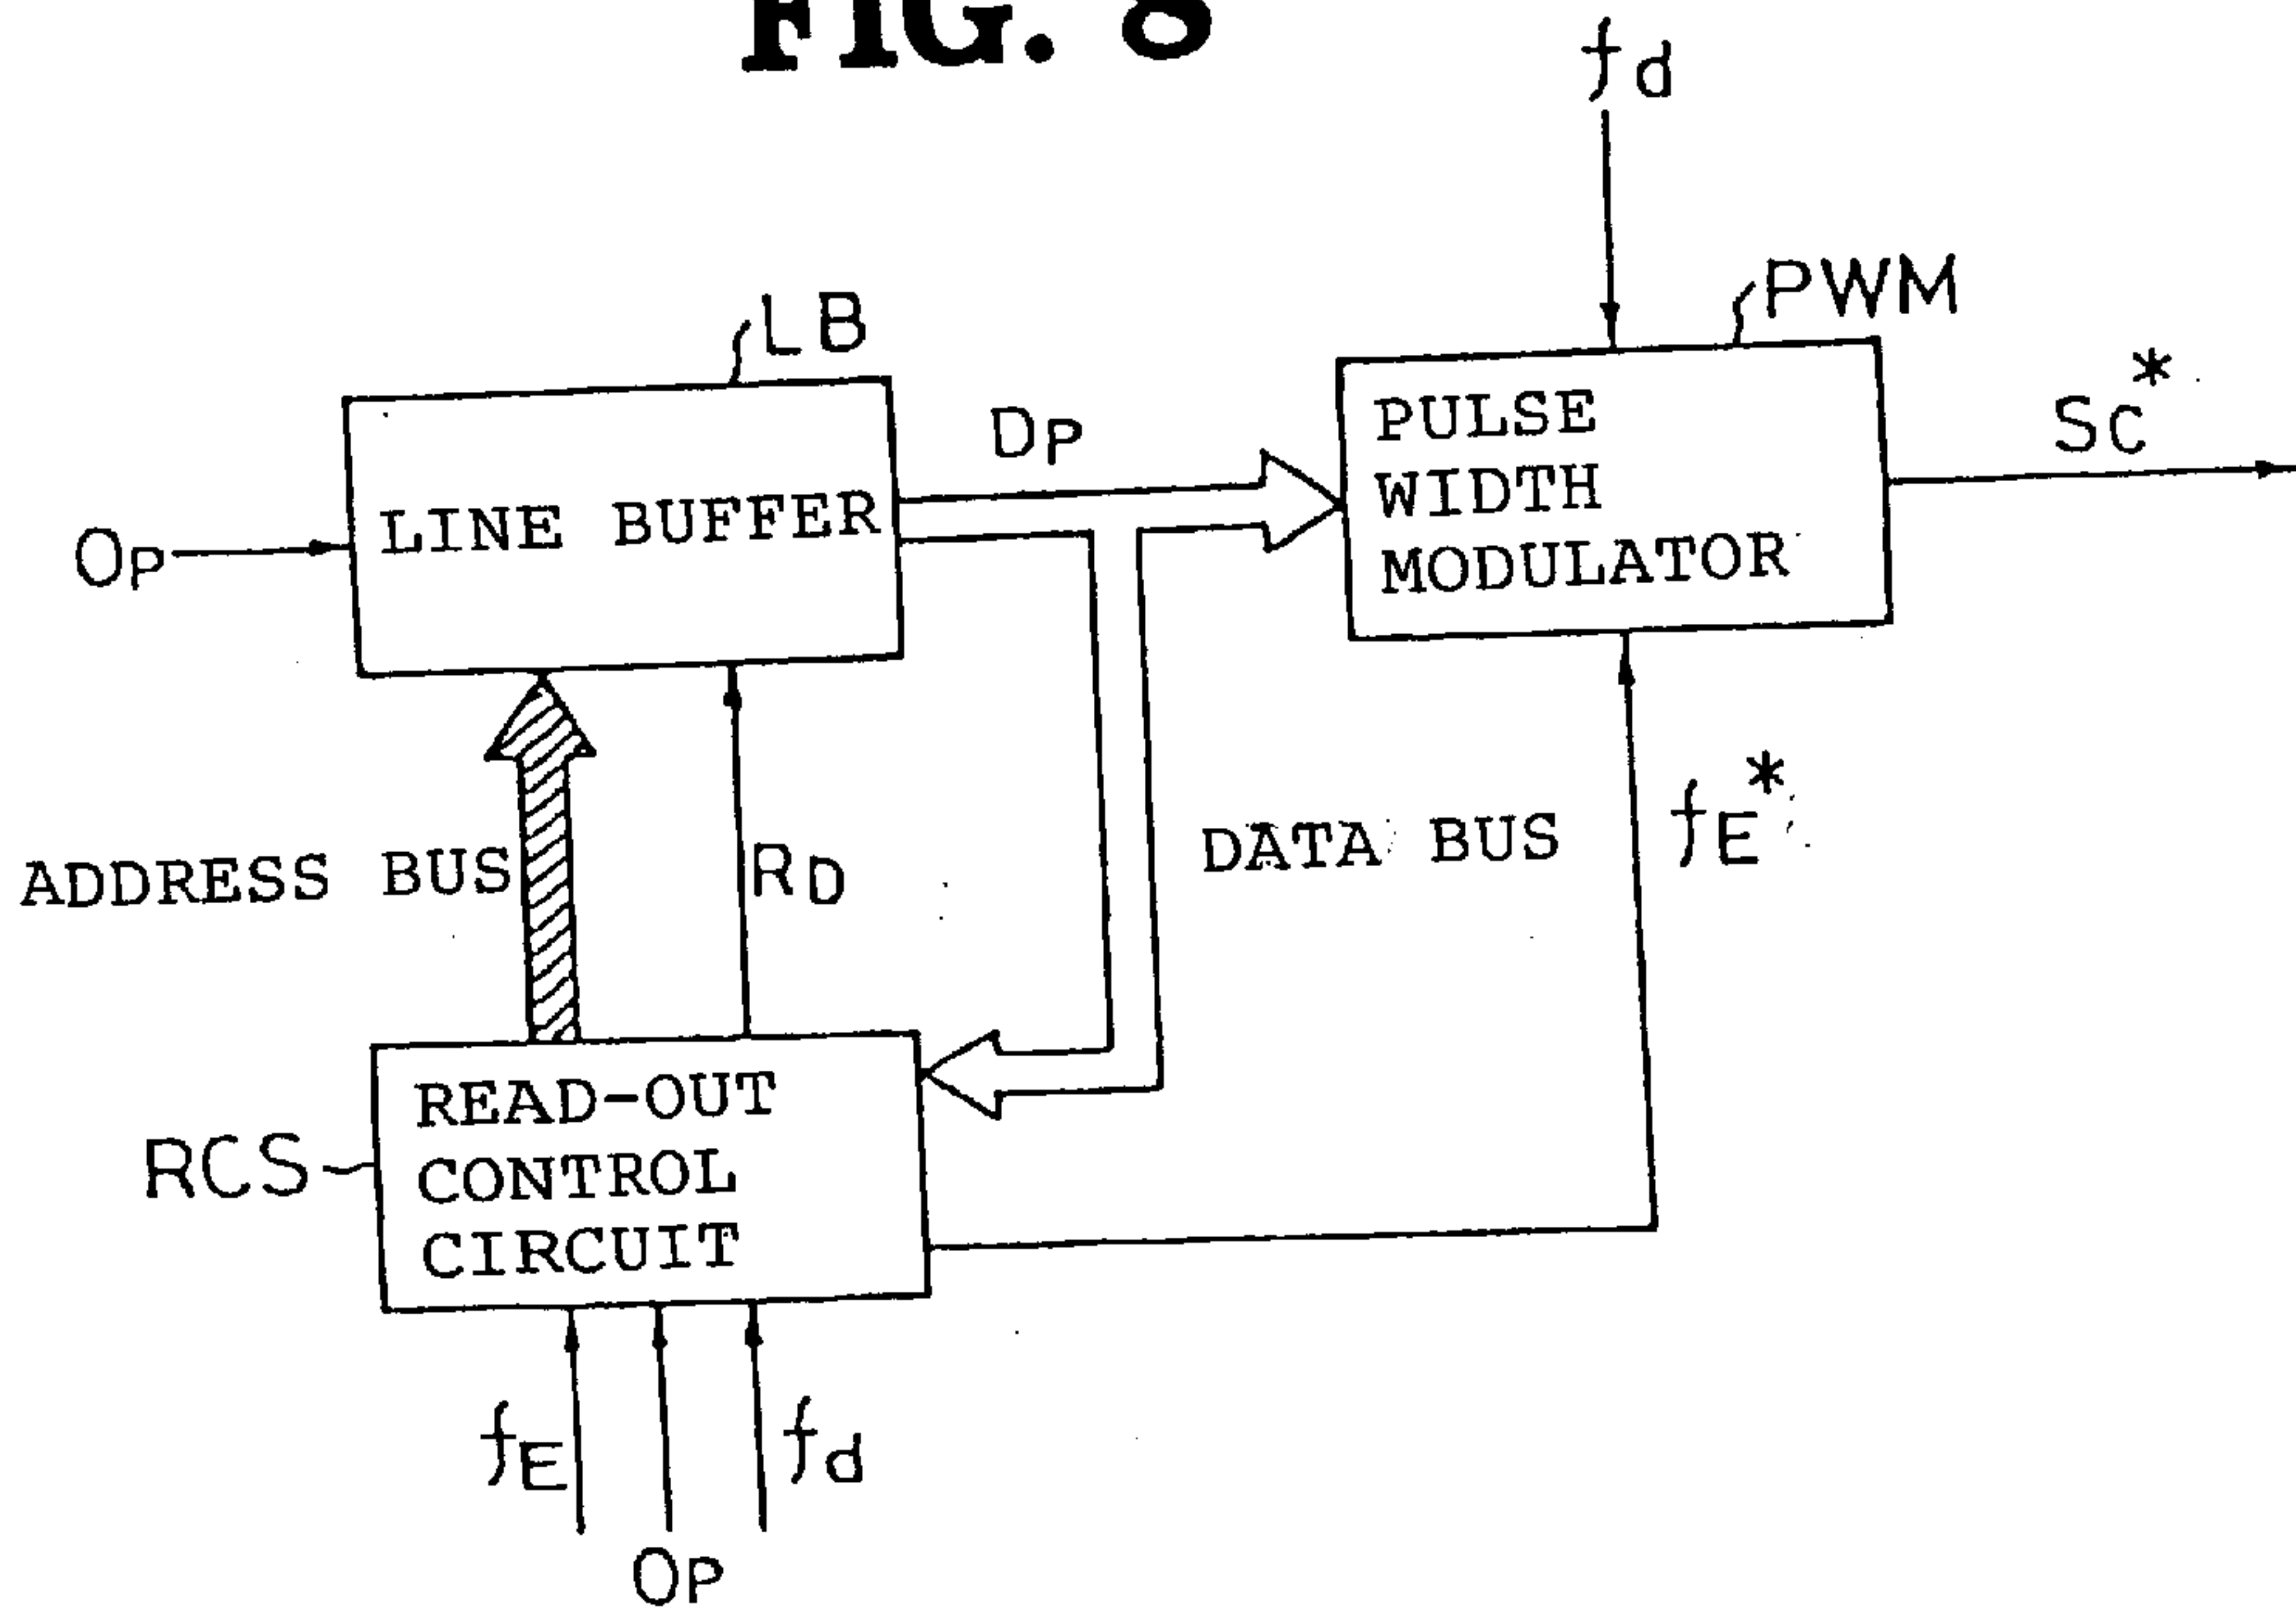 FIG. 8
fd
LB
PWM
DP
SC*
PULSE
WIDTH
MODULATOR
LINE BUFFER
OP
fE*
DATA BUS
ADDRESS BUS
RD
READ-OUT
CONTROL
CIRCUIT
RCS
fE
fd
OP